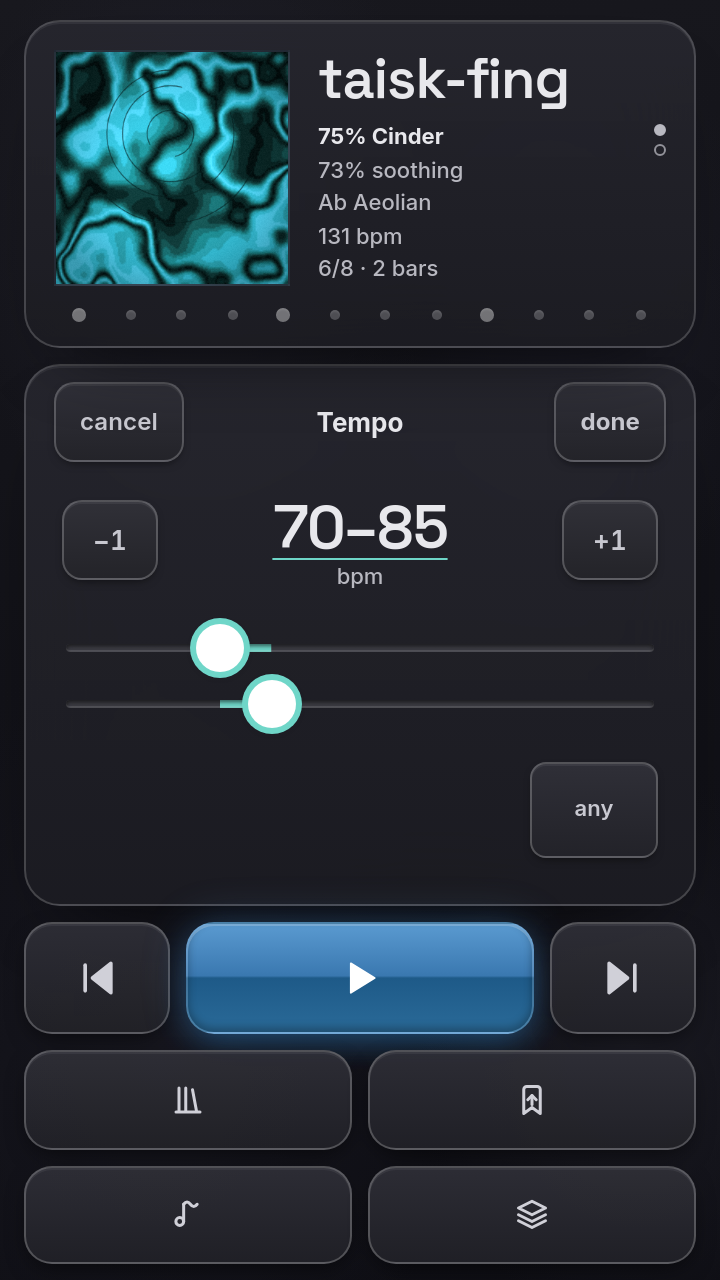 taisk-fing
75% Cinder
73% soothing
Ab Aeolian
131 bpm
6/8 · 2 bars
cancel
Tempo
done
−1
70–85
+1
bpm
any